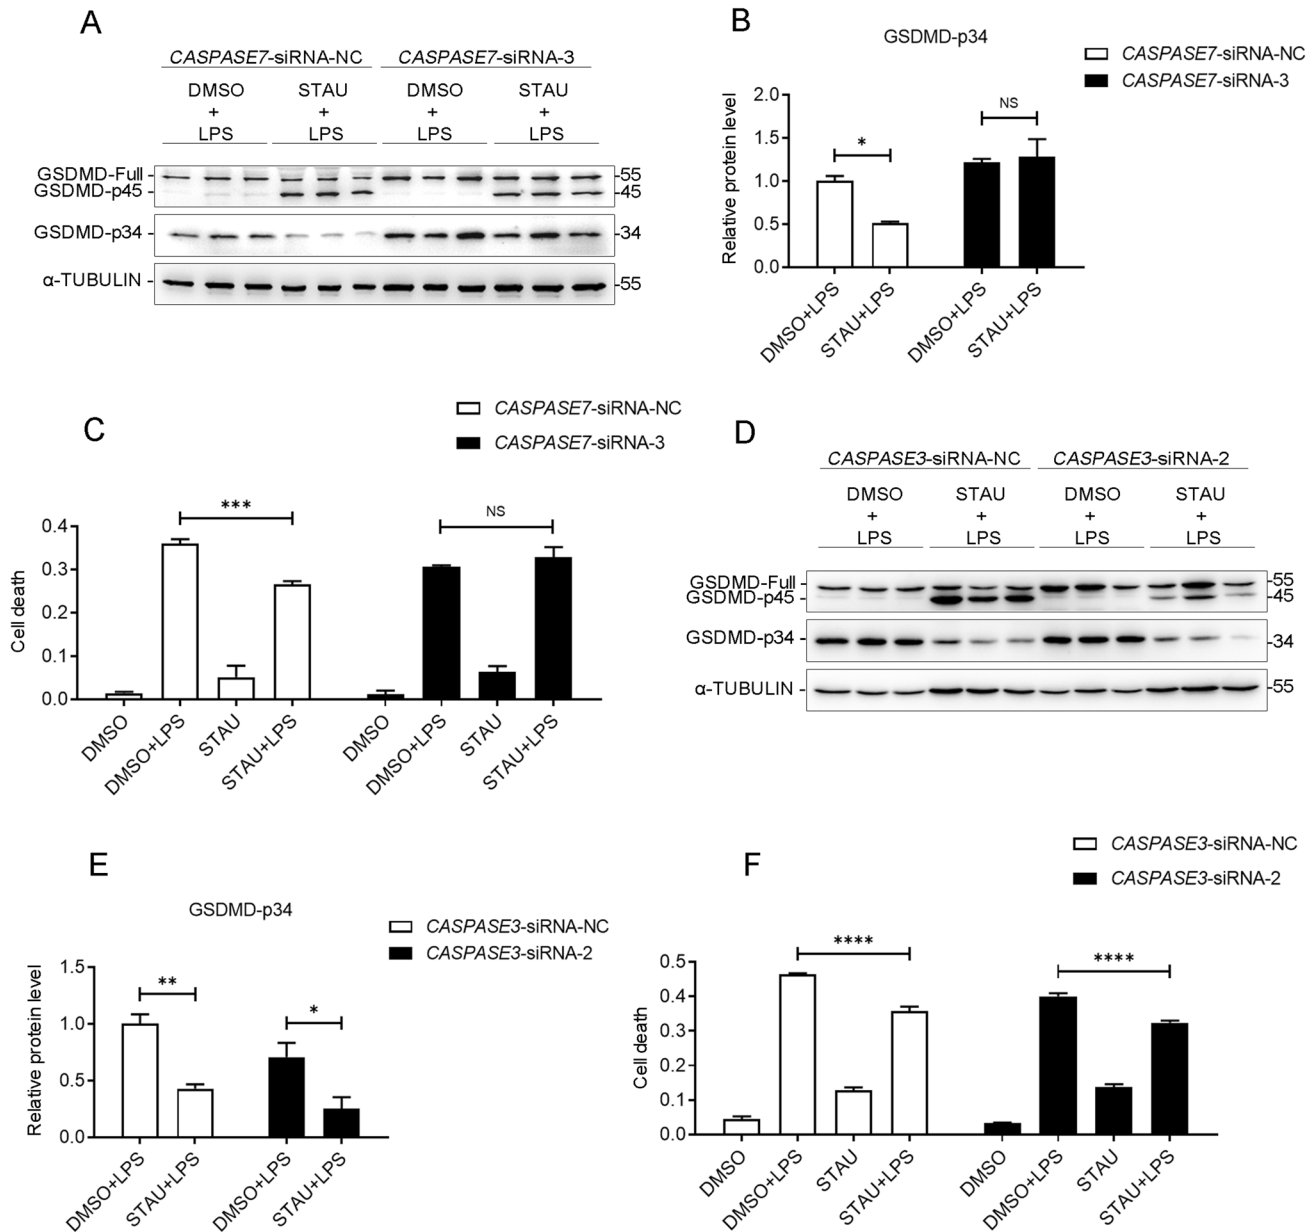 A
CASPASE7-siRNA-NC CASPASE7-siRNA-3
DMSO STAU DMSO STAU
+ + + +
LPS LPS LPS LPS
GSDMD-Full 55
GSDMD-p45 45
GSDMD-p34 34
α-TUBULIN 55
B
GSDMD-p34
CASPASE7-siRNA-NC
CASPASE7-siRNA-3
Relative protein level
2.0
1.5
1.0
0.5
0.0
* NS
DMSO+LPS STAU+LPS DMSO+LPS STAU+LPS
C
CASPASE7-siRNA-NC
CASPASE7-siRNA-3
Cell death
0.4
0.3
0.2
0.1
0.0
*** NS
DMSO DMSO+LPS STAU STAU+LPS DMSO DMSO+LPS STAU STAU+LPS
D
CASPASE3-siRNA-NC CASPASE3-siRNA-2
DMSO STAU DMSO STAU
+ + + +
LPS LPS LPS LPS
GSDMD-Full 55
GSDMD-p45 45
GSDMD-p34 34
α-TUBULIN 55
E
GSDMD-p34
CASPASE3-siRNA-NC
CASPASE3-siRNA-2
Relative protein level
1.5
1.0
0.5
0.0
** *
DMSO+LPS STAU+LPS DMSO+LPS STAU+LPS
F
CASPASE3-siRNA-NC
CASPASE3-siRNA-2
Cell death
0.5
0.4
0.3
0.2
0.1
0.0
**** ****
DMSO DMSO+LPS STAU STAU+LPS DMSO DMSO+LPS STAU STAU+LPS